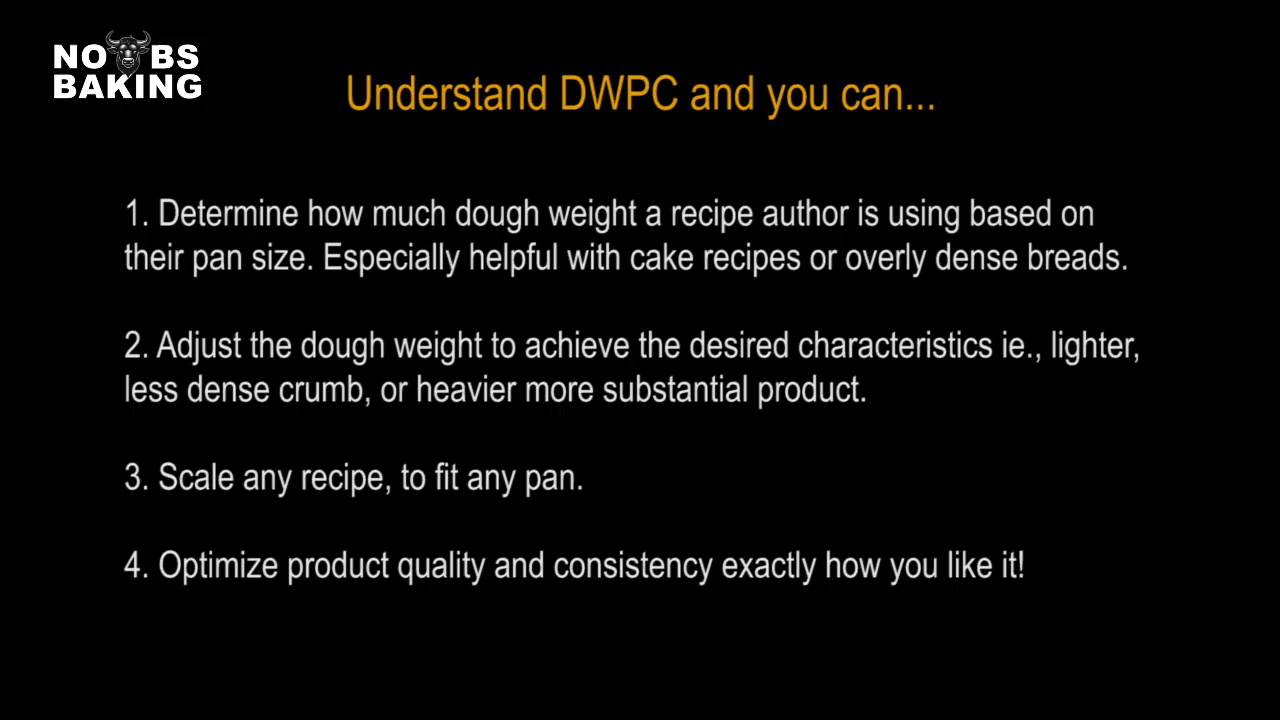 NO BS
BAKING
Understand DWPC and you can...
1. Determine how much dough weight a recipe author is using based on
their pan size. Especially helpful with cake recipes or overly dense breads.
2. Adjust the dough weight to achieve the desired characteristics ie., lighter,
less dense crumb, or heavier more substantial product.
3. Scale any recipe, to fit any pan.
4. Optimize product quality and consistency exactly how you like it!